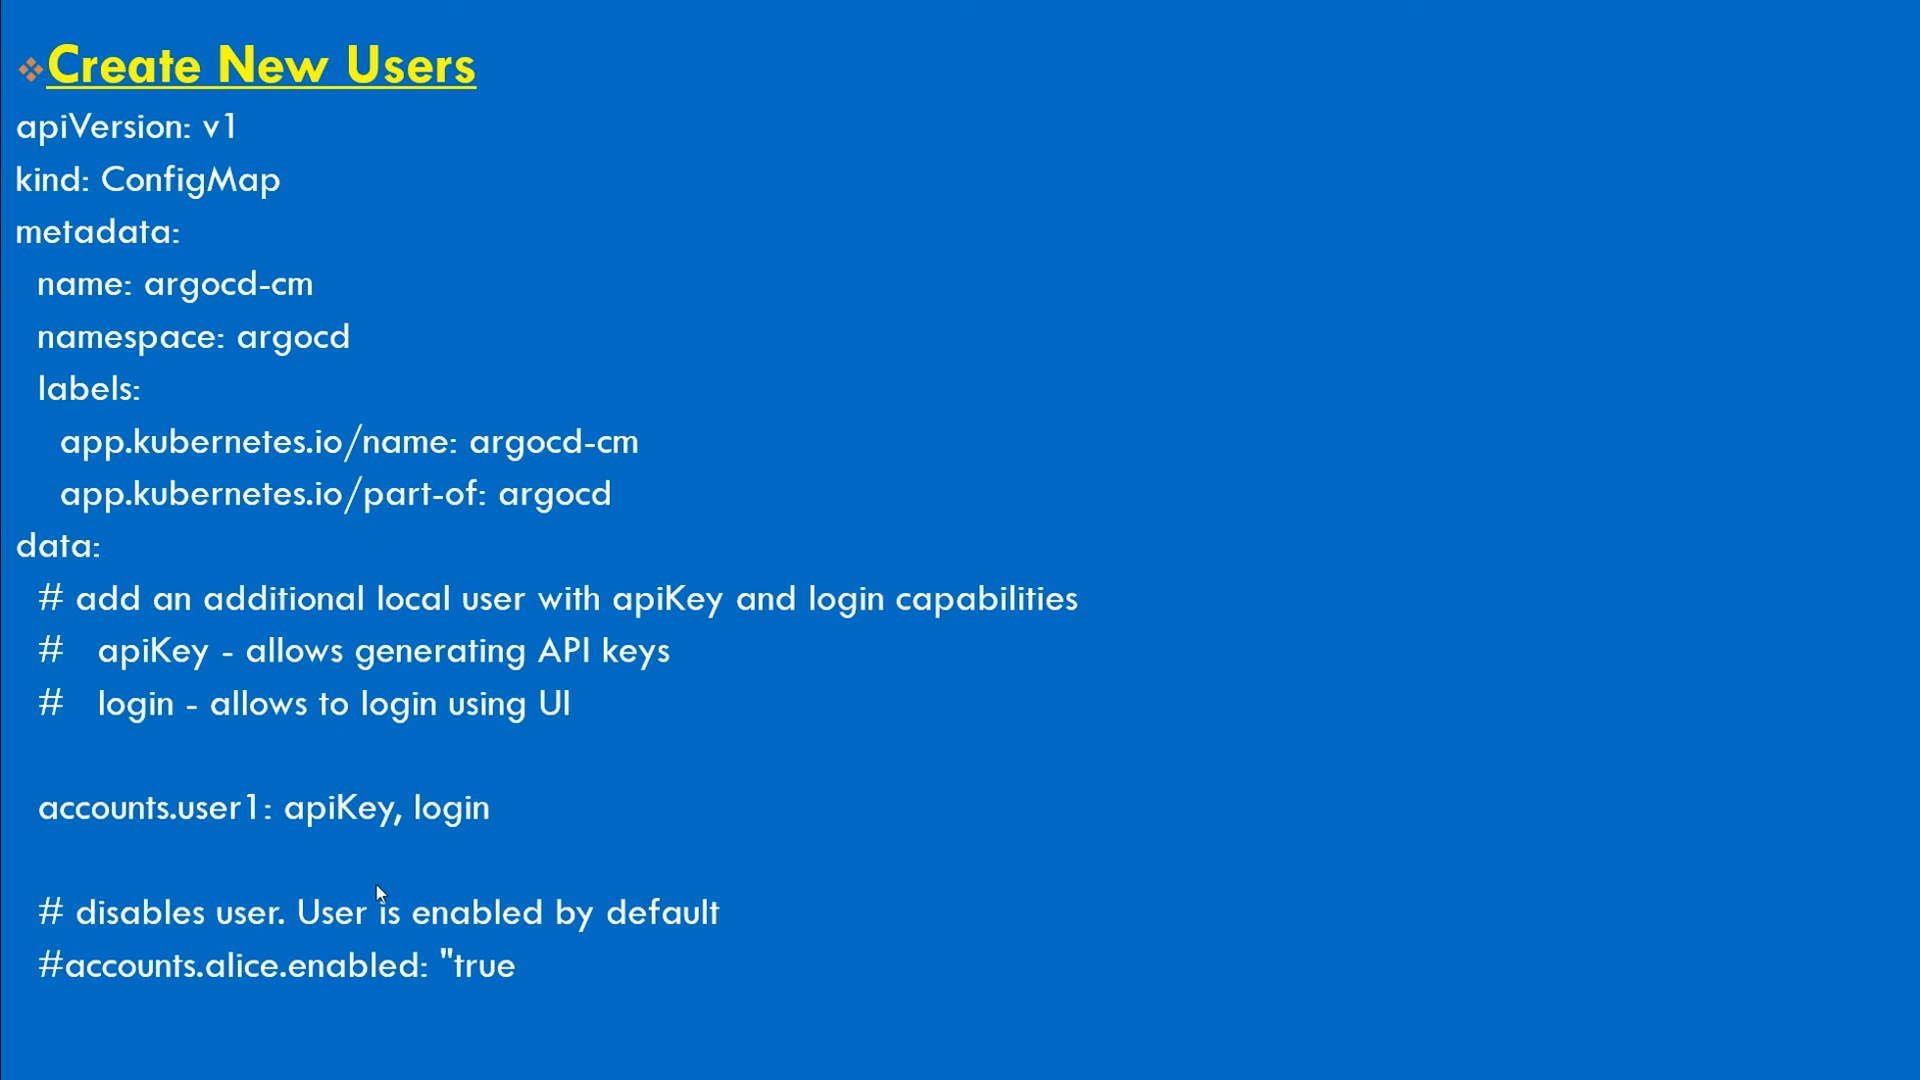 Create New Users
apiVersion: v1
kind: ConfigMap
metadata:
  name: argocd-cm
  namespace: argocd
  labels:
    app.kubernetes.io/name: argocd-cm
    app.kubernetes.io/part-of: argocd
data:
  # add an additional local user with apiKey and login capabilities
  #   apiKey - allows generating API keys
  #   login - allows to login using UI
  accounts.user1: apiKey, login
  # disables user. User is enabled by default
  #accounts.alice.enabled: "true